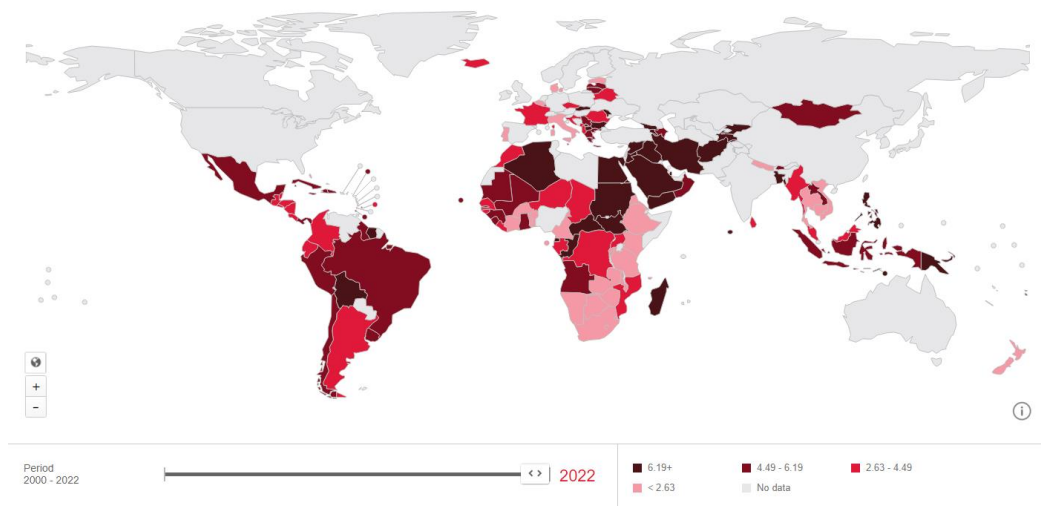 +
−
i
Period
2000 - 2022
2022
6.19+
4.49 - 6.19
2.63 - 4.49
< 2.63
No data